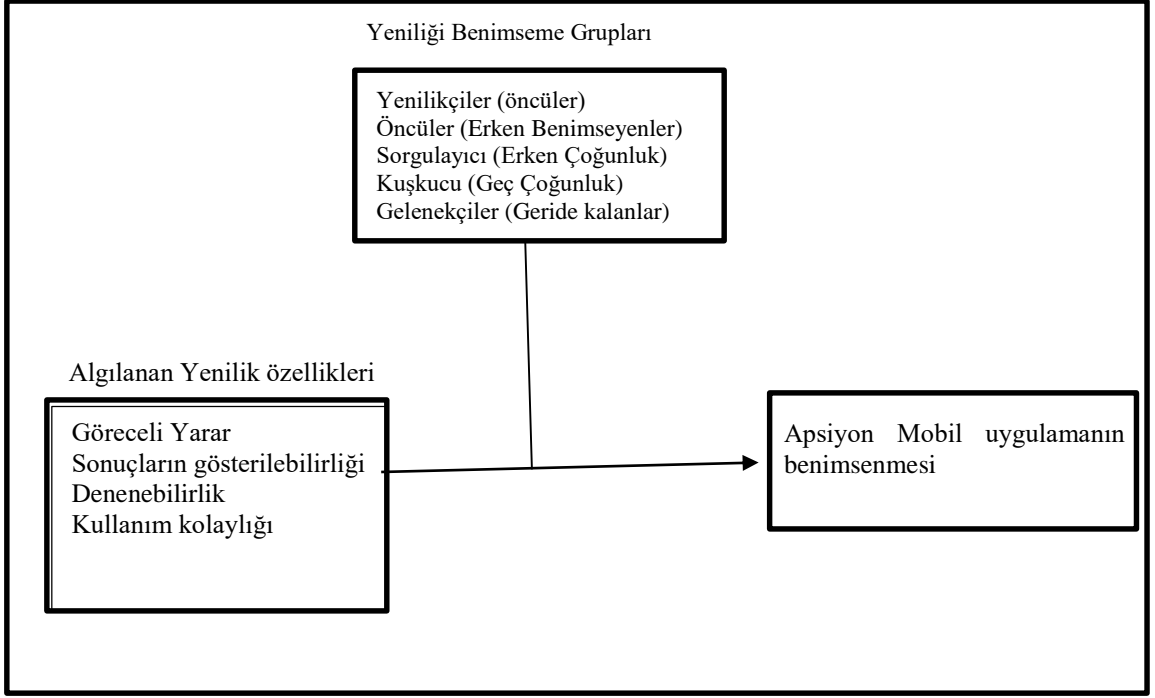 Yeniliği Benimseme Grupları
Yenilikçiler (öncüler)
Öncüler (Erken Benimseyenler)
Sorgulayıcı (Erken Çoğunluk)
Kuşkucu (Geç Çoğunluk)
Gelenekçiler (Geride kalanlar)
Algılanan Yenilik özellikleri
Göreceli Yarar
Sonuçların gösterilebilirliği
Denenebilirlik
Kullanım kolaylığı
Apsiyon Mobil uygulamanın
benimsenmesi